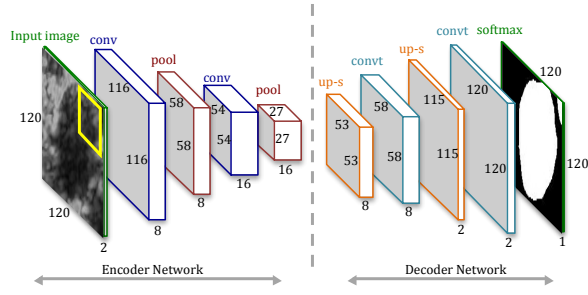 Input image
120
120
2
conv
116
116
8
pool
58
58
8
conv
54
54
16
pool
27
27
16
Encoder Network
up-s
53
53
8
convt
58
58
8
up-s
115
115
2
convt
120
120
2
softmax
120
120
1
Decoder Network